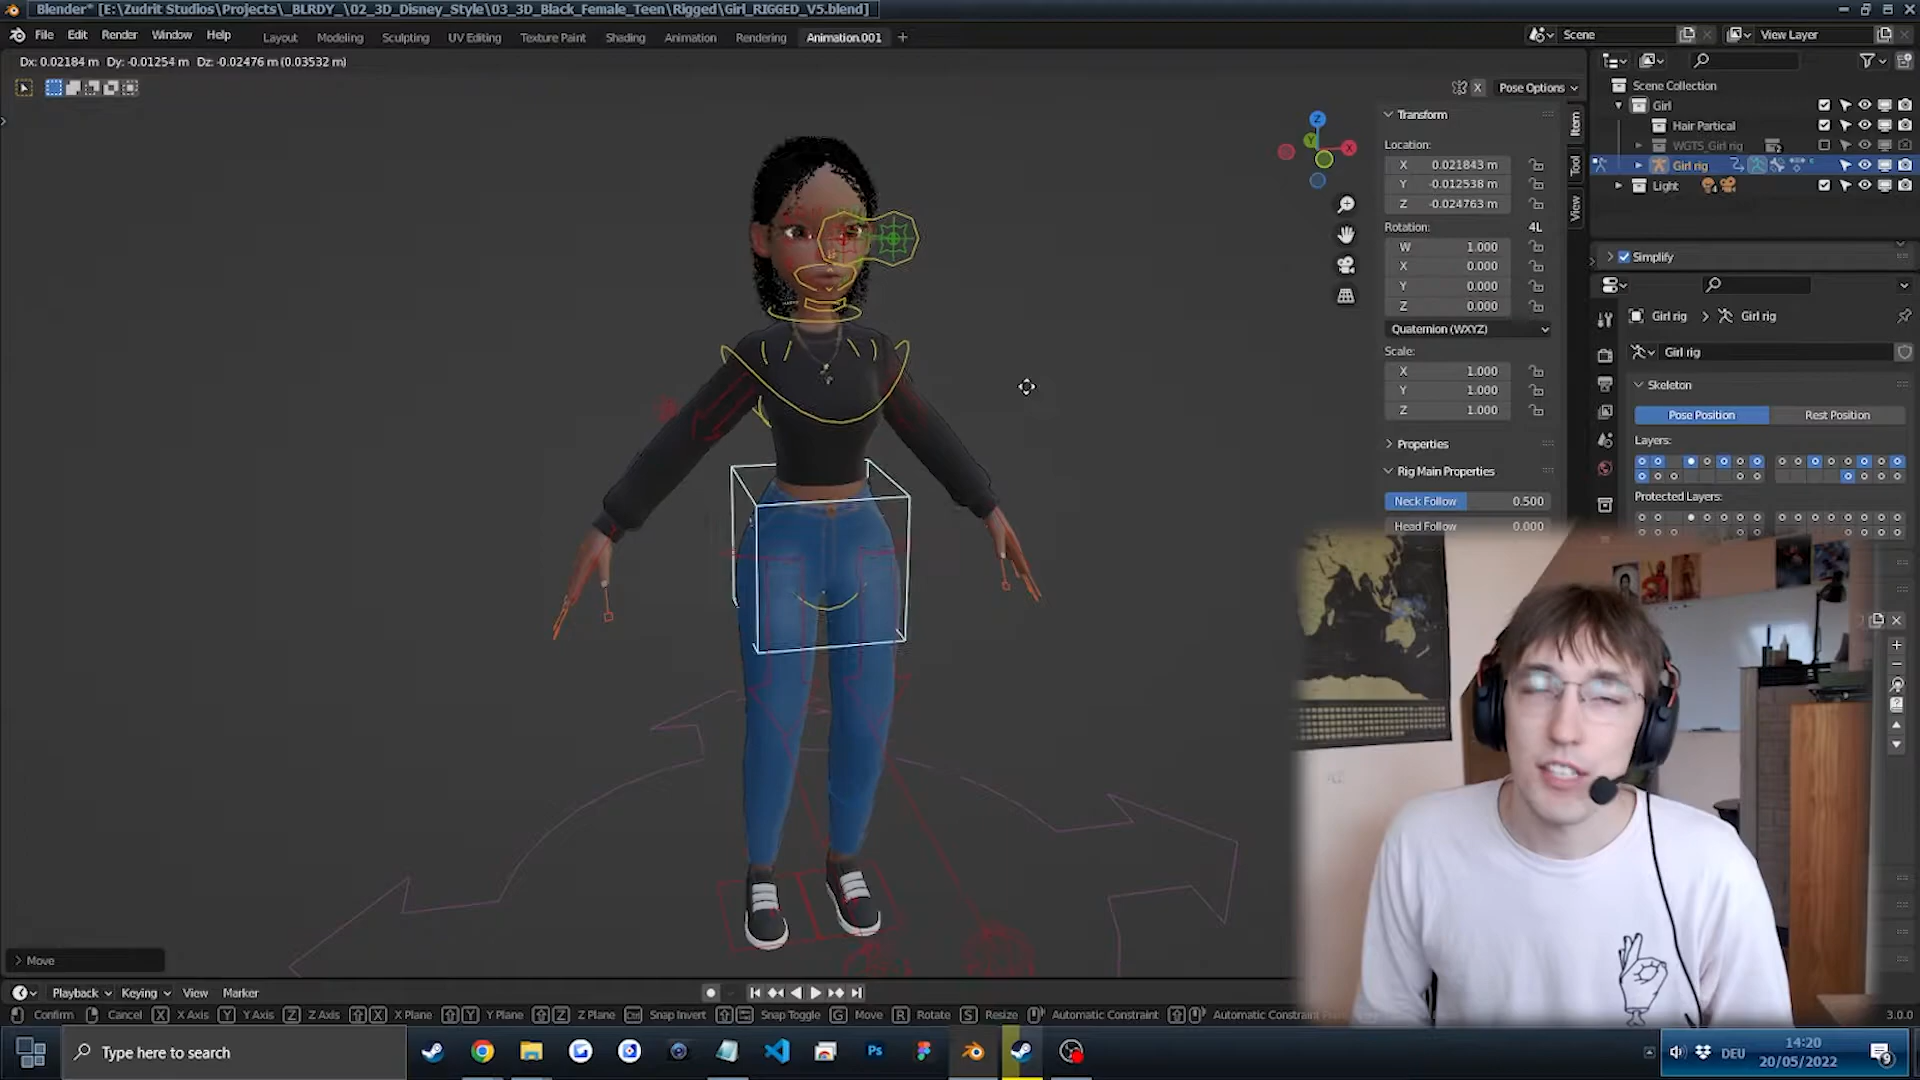 Blender* [E:\Zudrit Studios\Projects\_BLRDY_\02_3D_Disney_Style\03_3D_Black_Female_Teen\Rigged\Girl_RIGGED_V5.blend]
File Edit Render Window Help Layout Modeling Sculpting UV Editing Texture Paint Shading Animation Rendering Animation.001 + Scene View Layer
Dx: 0.02184 m Dy: -0.01254 m Dz: -0.02476 m (0.03532 m)
X Pose Options
Scene Collection
Girl
Hair Partical
WGTS_Girl rig
Girl rig
Light
Transform
Location:
X 0.021843 m
Y -0.012538 m
Z -0.024763 m
Rotation: 4L
W 1.000
X 0.000
Y 0.000
Z 0.000
Quaternion (WXYZ)
Scale:
X 1.000
Y 1.000
Z 1.000
Properties
Rig Main Properties
Neck Follow 0.500
Head Follow 0.000
Item
Tool
View
Z
Y
X
Simplify
Girl rig > Girl rig
Girl rig
Skeleton
Pose Position Rest Position
Layers:
Protected Layers:
Move
Playback Keying View Marker
Confirm Cancel X X Axis Y Y Axis Z Z Axis X X Plane Y Y Plane Z Z Plane Ctrl Snap Invert Snap Toggle G Move R Rotate S Resize Automatic Constraint Automatic Constraint 3.0.0
Type here to search
Ps
DEU
14:20
20/05/2022
9